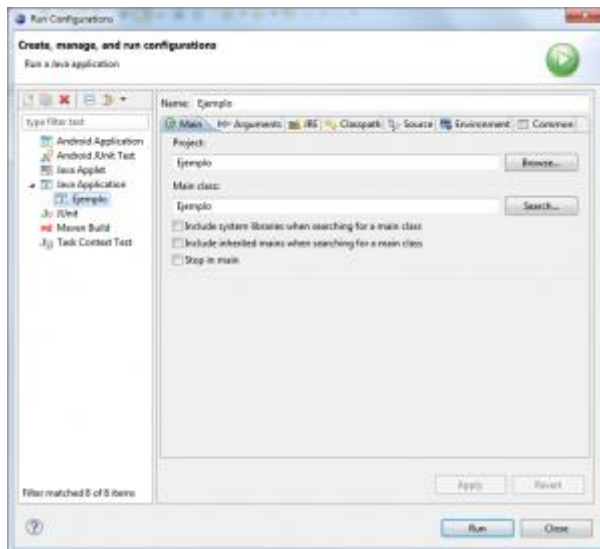 Run Configurations
Create, manage, and run configurations
Run a Java application
type filter text
Android Application
Android JUnit Test
Java Applet
Java Application
Ejemplo
JUnit
Maven Build
Task Context Test
Filter matched 8 of 8 items
Name: Ejemplo
Main Arguments JRE Classpath Source Environment Common
Project:
Ejemplo Browse...
Main class:
Ejemplo Search...
Include system libraries when searching for a main class
Include inherited mains when searching for a main class
Stop in main
Apply Revert
Run Close